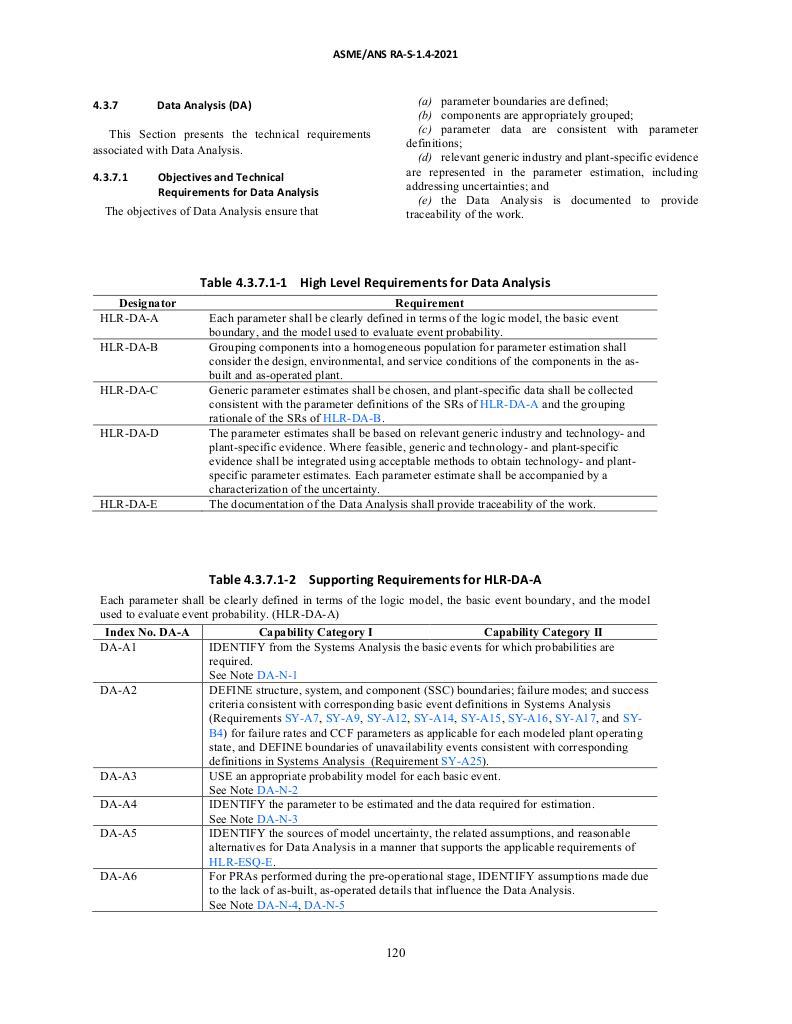 ASME/ANS RA-S-1.4-2021
4.3.7 Data Analysis (DA)
This Section presents the technical requirements
associated with Data Analysis.
4.3.7.1 Objectives and Technical
Requirements for Data Analysis
The objectives of Data Analysis ensure that
(a) parameter boundaries are defined;
(b) components are appropriately grouped;
(c) parameter data are consistent with parameter
definitions;
(d) relevant generic industry and plant-specific evidence
are represented in the parameter estimation, including
addressing uncertainties; and
(e) the Data Analysis is documented to provide
traceability of the work.
Table 4.3.7.1-1 High Level Requirements for Data Analysis
Designator Requirement
HLR-DA-A Each parameter shall be clearly defined in terms of the logic model, the basic event
boundary, and the model used to evaluate event probability.
HLR-DA-B Grouping components into a homogeneous population for parameter estimation shall
consider the design, environmental, and service conditions of the components in the as-
built and as-operated plant.
HLR-DA-C Generic parameter estimates shall be chosen, and plant-specific data shall be collected
consistent with the parameter definitions of the SRs of HLR-DA-A and the grouping
rationale of the SRs of HLR-DA-B.
HLR-DA-D The parameter estimates shall be based on relevant generic industry and technology- and
plant-specific evidence. Where feasible, generic and technology- and plant-specific
evidence shall be integrated using acceptable methods to obtain technology- and plant-
specific parameter estimates. Each parameter estimate shall be accompanied by a
characterization of the uncertainty.
HLR-DA-E The documentation of the Data Analysis shall provide traceability of the work.
Table 4.3.7.1-2 Supporting Requirements for HLR-DA-A
Each parameter shall be clearly defined in terms of the logic model, the basic event boundary, and the model
used to evaluate event probability. (HLR-DA-A)
Index No. DA-A Capability Category I Capability Category II
DA-A1 IDENTIFY from the Systems Analysis the basic events for which probabilities are
required.
See Note DA-N-1
DA-A2 DEFINE structure, system, and component (SSC) boundaries; failure modes; and success
criteria consistent with corresponding basic event definitions in Systems Analysis
(Requirements SY-A7, SY-A9, SY-A12, SY-A14, SY-A15, SY-A16, SY-A17, and SY-
B4) for failure rates and CCF parameters as applicable for each modeled plant operating
state, and DEFINE boundaries of unavailability events consistent with corresponding
definitions in Systems Analysis (Requirement SY-A25).
DA-A3 USE an appropriate probability model for each basic event.
See Note DA-N-2
DA-A4 IDENTIFY the parameter to be estimated and the data required for estimation.
See Note DA-N-3
DA-A5 IDENTIFY the sources of model uncertainty, the related assumptions, and reasonable
alternatives for Data Analysis in a manner that supports the applicable requirements of
HLR-ESQ-E.
DA-A6 For PRAs performed during the pre-operational stage, IDENTIFY assumptions made due
to the lack of as-built, as-operated details that influence the Data Analysis.
See Note DA-N-4, DA-N-5
120